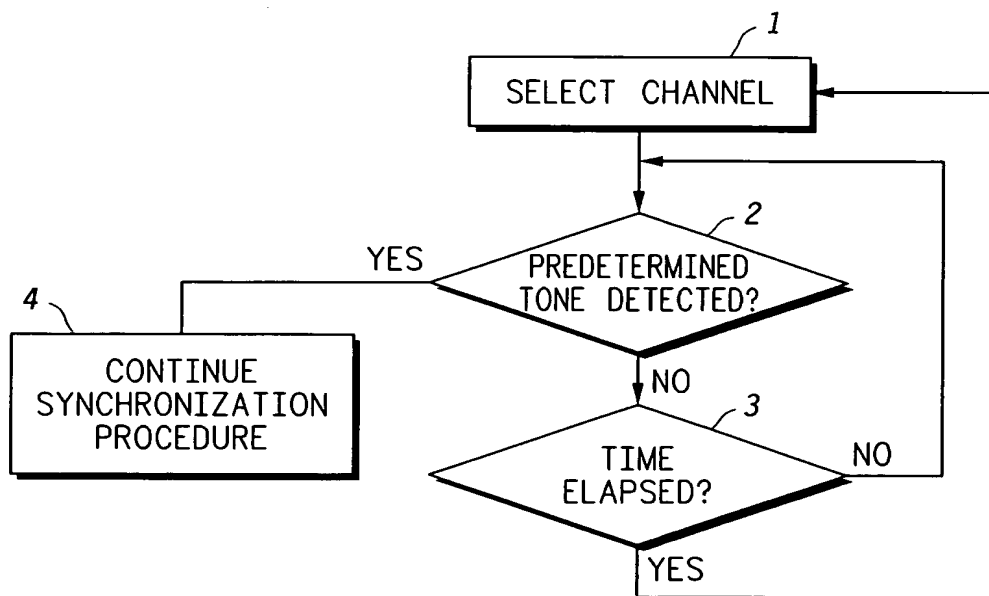 1
SELECT CHANNEL
2
YES
PREDETERMINED
TONE DETECTED?
4
CONTINUE
SYNCHRONIZATION
PROCEDURE
NO
3
TIME
ELAPSED?
NO
YES